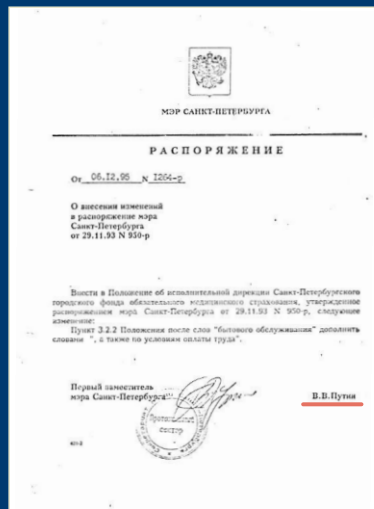 МЭР САНКТ-ПЕТЕРБУРГА
РАСПОРЯЖЕНИЕ
От 06.12.95 N 1264-р
О внесении изменений
в распоряжение мэра
Санкт-Петербурга
от 29.11.93 N 950-р
Внести в Положение об исполнительной дирекции Санкт-Петербургского
городского фонда обязательного медицинского страхования, утвержденное
распоряжением мэра Санкт-Петербурга от 29.11.93 N 950-р, следующее
изменение:
Пункт 3.2.2 Положения после слов "бытового обслуживания" дополнить
словами ", а также по условиям оплаты труда".
Первый заместитель
мэра Санкт-Петербурга
В.В.Путин
сектор